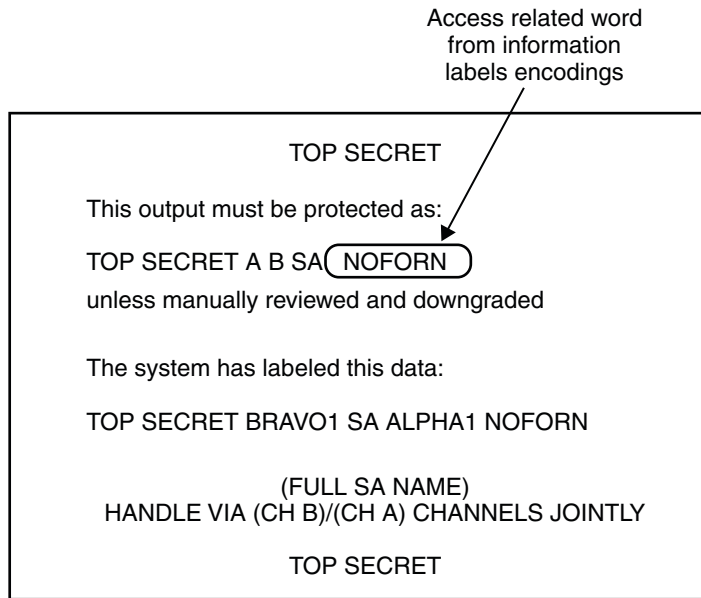 Access related word
from information
labels encodings
TOP SECRET
This output must be protected as:
TOP SECRET A B SA NOFORN
unless manually reviewed and downgraded
The system has labeled this data:
TOP SECRET BRAVO1 SA ALPHA1 NOFORN
(FULL SA NAME)
HANDLE VIA (CH B)/(CH A) CHANNELS JOINTLY
TOP SECRET